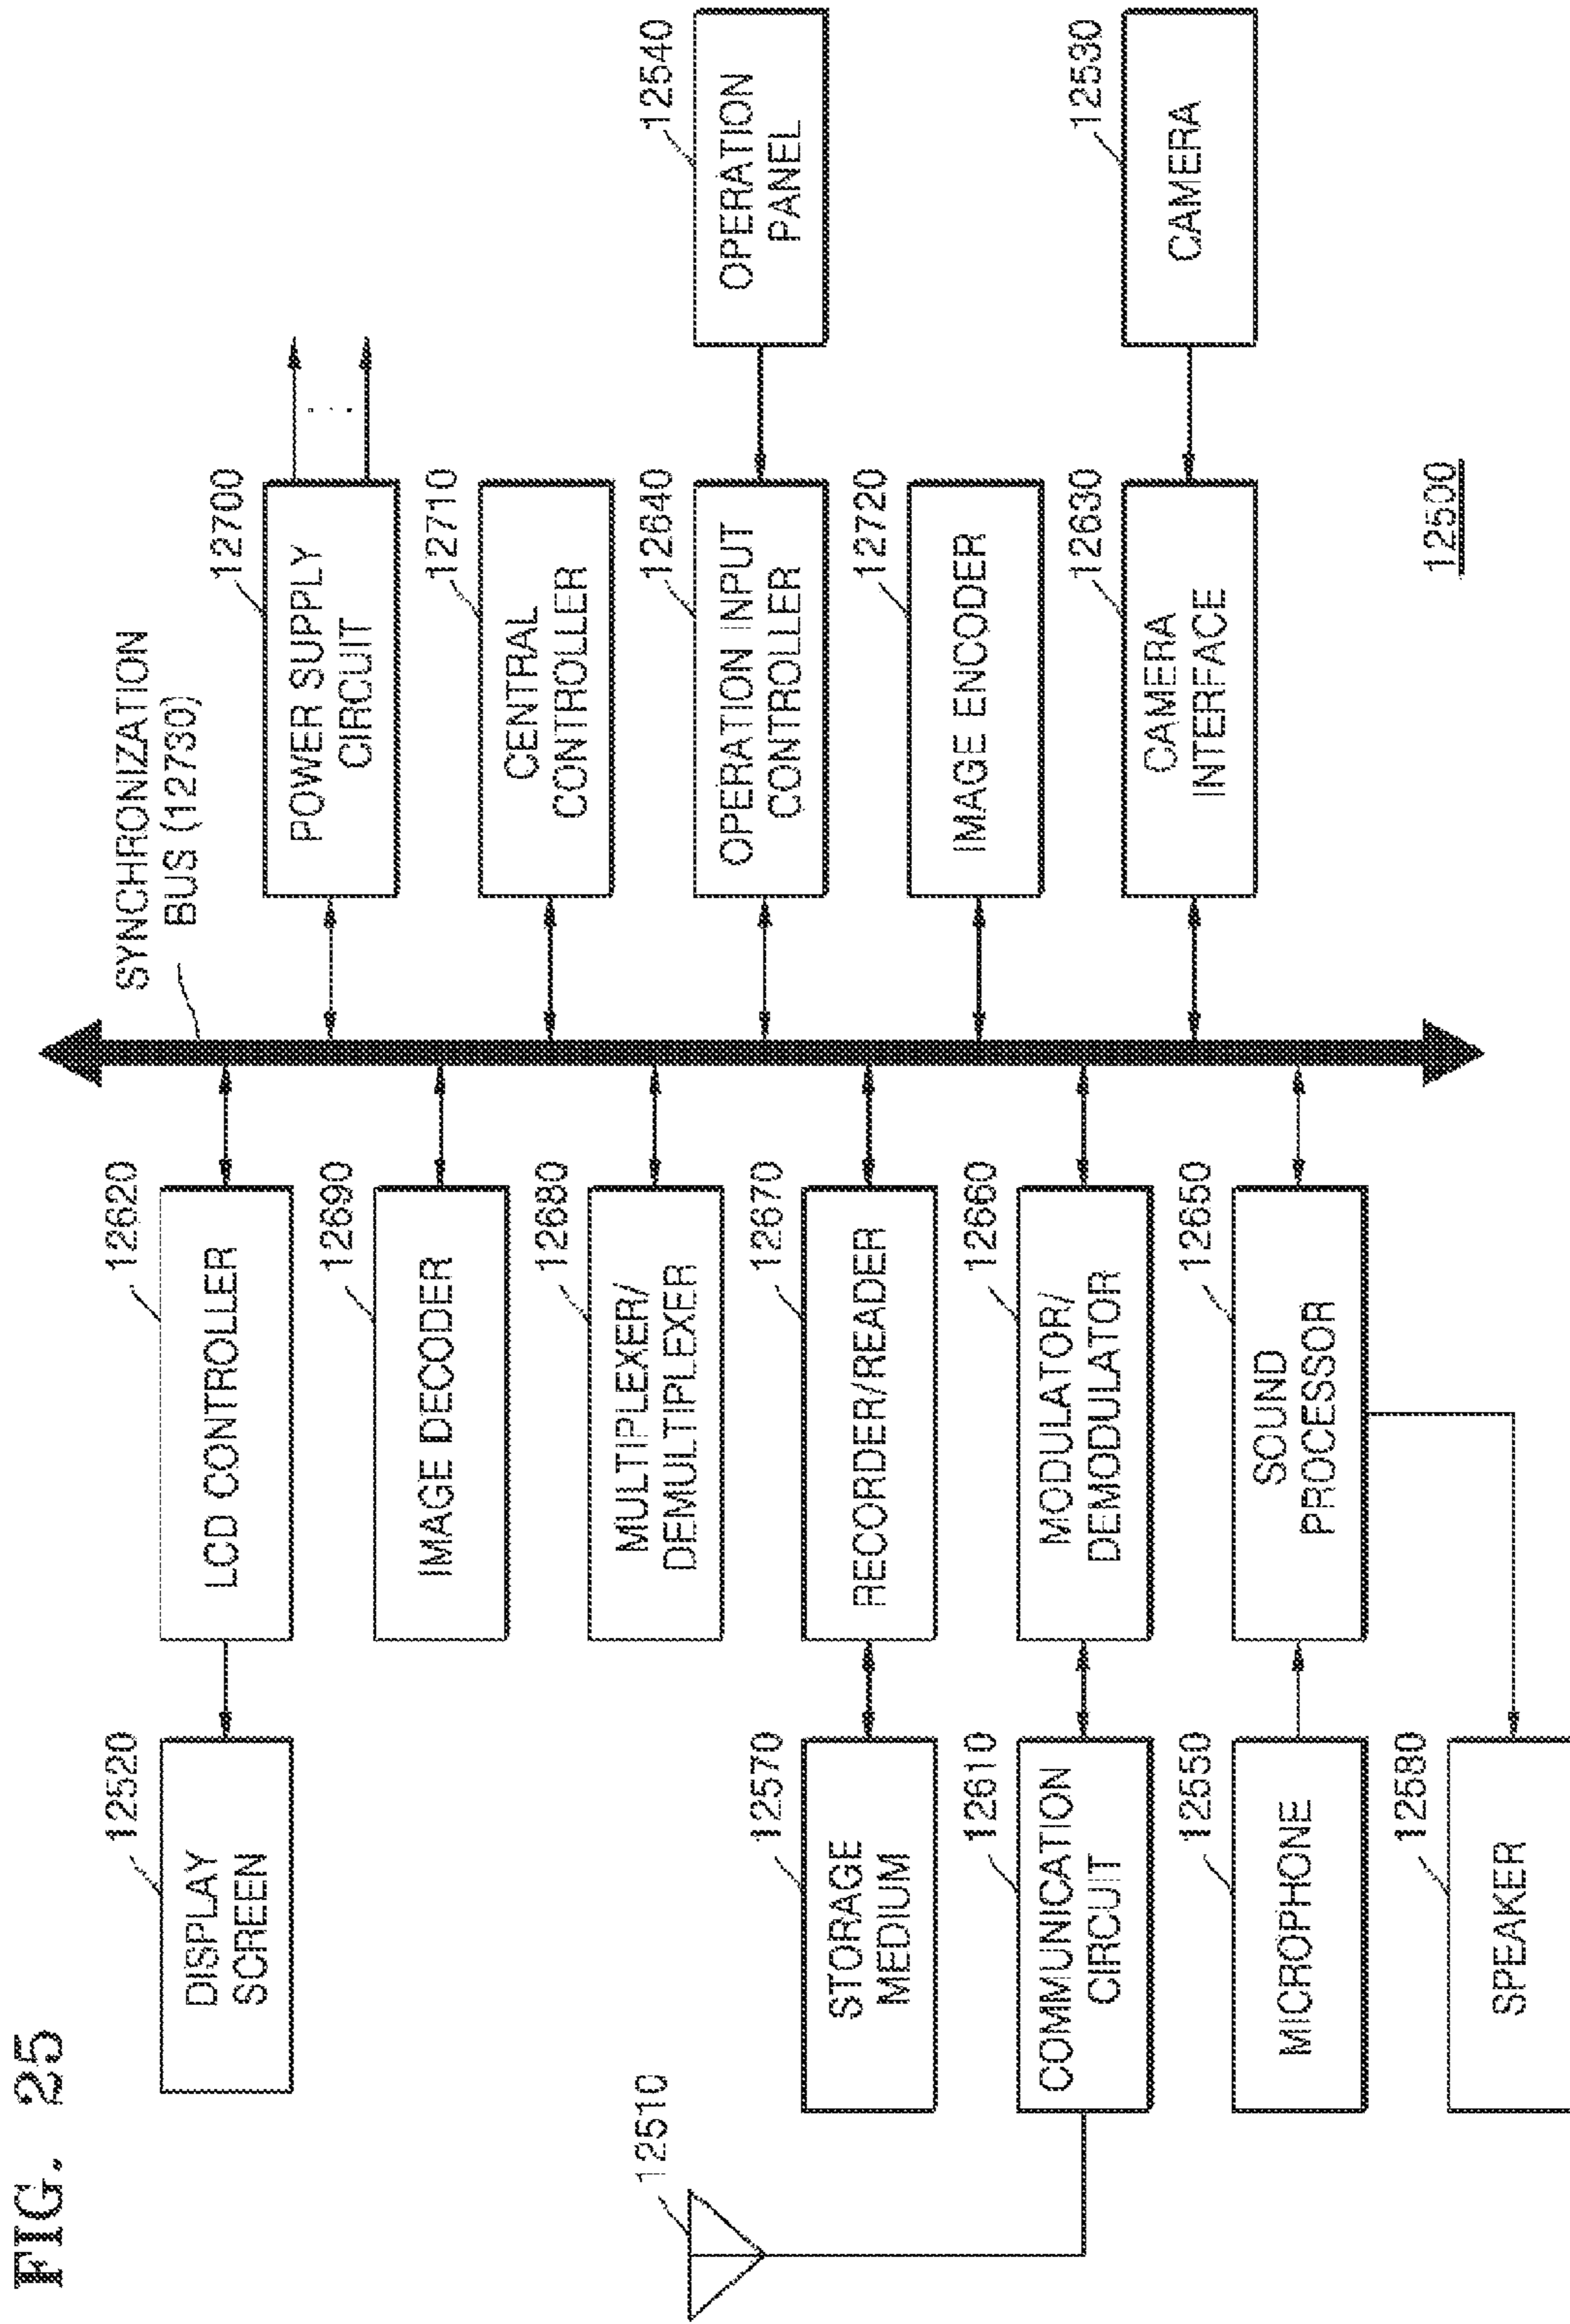 FIG. 25
12510
12520
DISPLAY
SCREEN
12570
STORAGE
MEDIUM
12610
COMMUNICATION
CIRCUIT
12550
MICROPHONE
12580
SPEAKER
12620
LCD CONTROLLER
12690
IMAGE DECODER
12680
MULTIPLEXER/
DEMULTIPLEXER
12670
RECORDER/READER
12660
MODULATOR/
DEMODULATOR
12650
SOUND
PROCESSOR
SYNCHRONIZATION
BUS (12730)
12700
POWER SUPPLY
CIRCUIT
12710
CENTRAL
CONTROLLER
12640
OPERATION INPUT
CONTROLLER
12720
IMAGE ENCODER
12630
CAMERA
INTERFACE
12540
OPERATION
PANEL
12530
CAMERA
12500